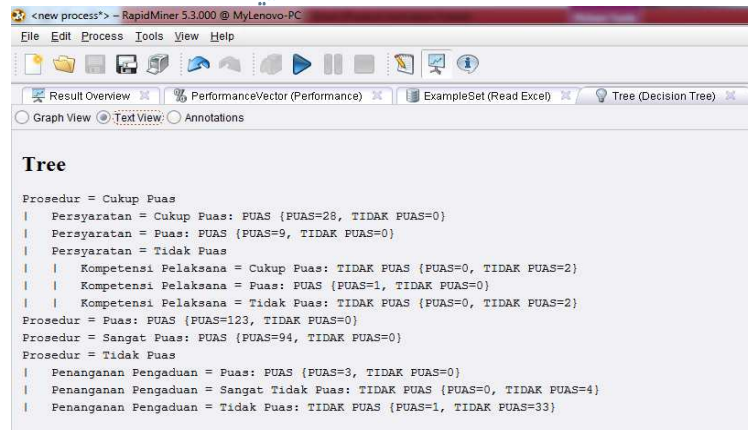 <new process*> – RapidMiner 5.3.000 @ MyLenovo-PC
File Edit Process Tools View Help
Result Overview PerformanceVector (Performance) ExampleSet (Read Excel) Tree (Decision Tree)
Graph View Text View Annotations
Tree
Prosedur = Cukup Puas
| Persyaratan = Cukup Puas: PUAS {PUAS=28, TIDAK PUAS=0}
| Persyaratan = Puas: PUAS {PUAS=9, TIDAK PUAS=0}
| Persyaratan = Tidak Puas
| | Kompetensi Pelaksana = Cukup Puas: TIDAK PUAS {PUAS=0, TIDAK PUAS=2}
| | Kompetensi Pelaksana = Puas: PUAS {PUAS=1, TIDAK PUAS=0}
| | Kompetensi Pelaksana = Tidak Puas: TIDAK PUAS {PUAS=0, TIDAK PUAS=2}
Prosedur = Puas: PUAS {PUAS=123, TIDAK PUAS=0}
Prosedur = Sangat Puas: PUAS {PUAS=94, TIDAK PUAS=0}
Prosedur = Tidak Puas
| Penanganan Pengaduan = Puas: PUAS {PUAS=3, TIDAK PUAS=0}
| Penanganan Pengaduan = Sangat Tidak Puas: TIDAK PUAS {PUAS=0, TIDAK PUAS=4}
| Penanganan Pengaduan = Tidak Puas: TIDAK PUAS {PUAS=1, TIDAK PUAS=33}